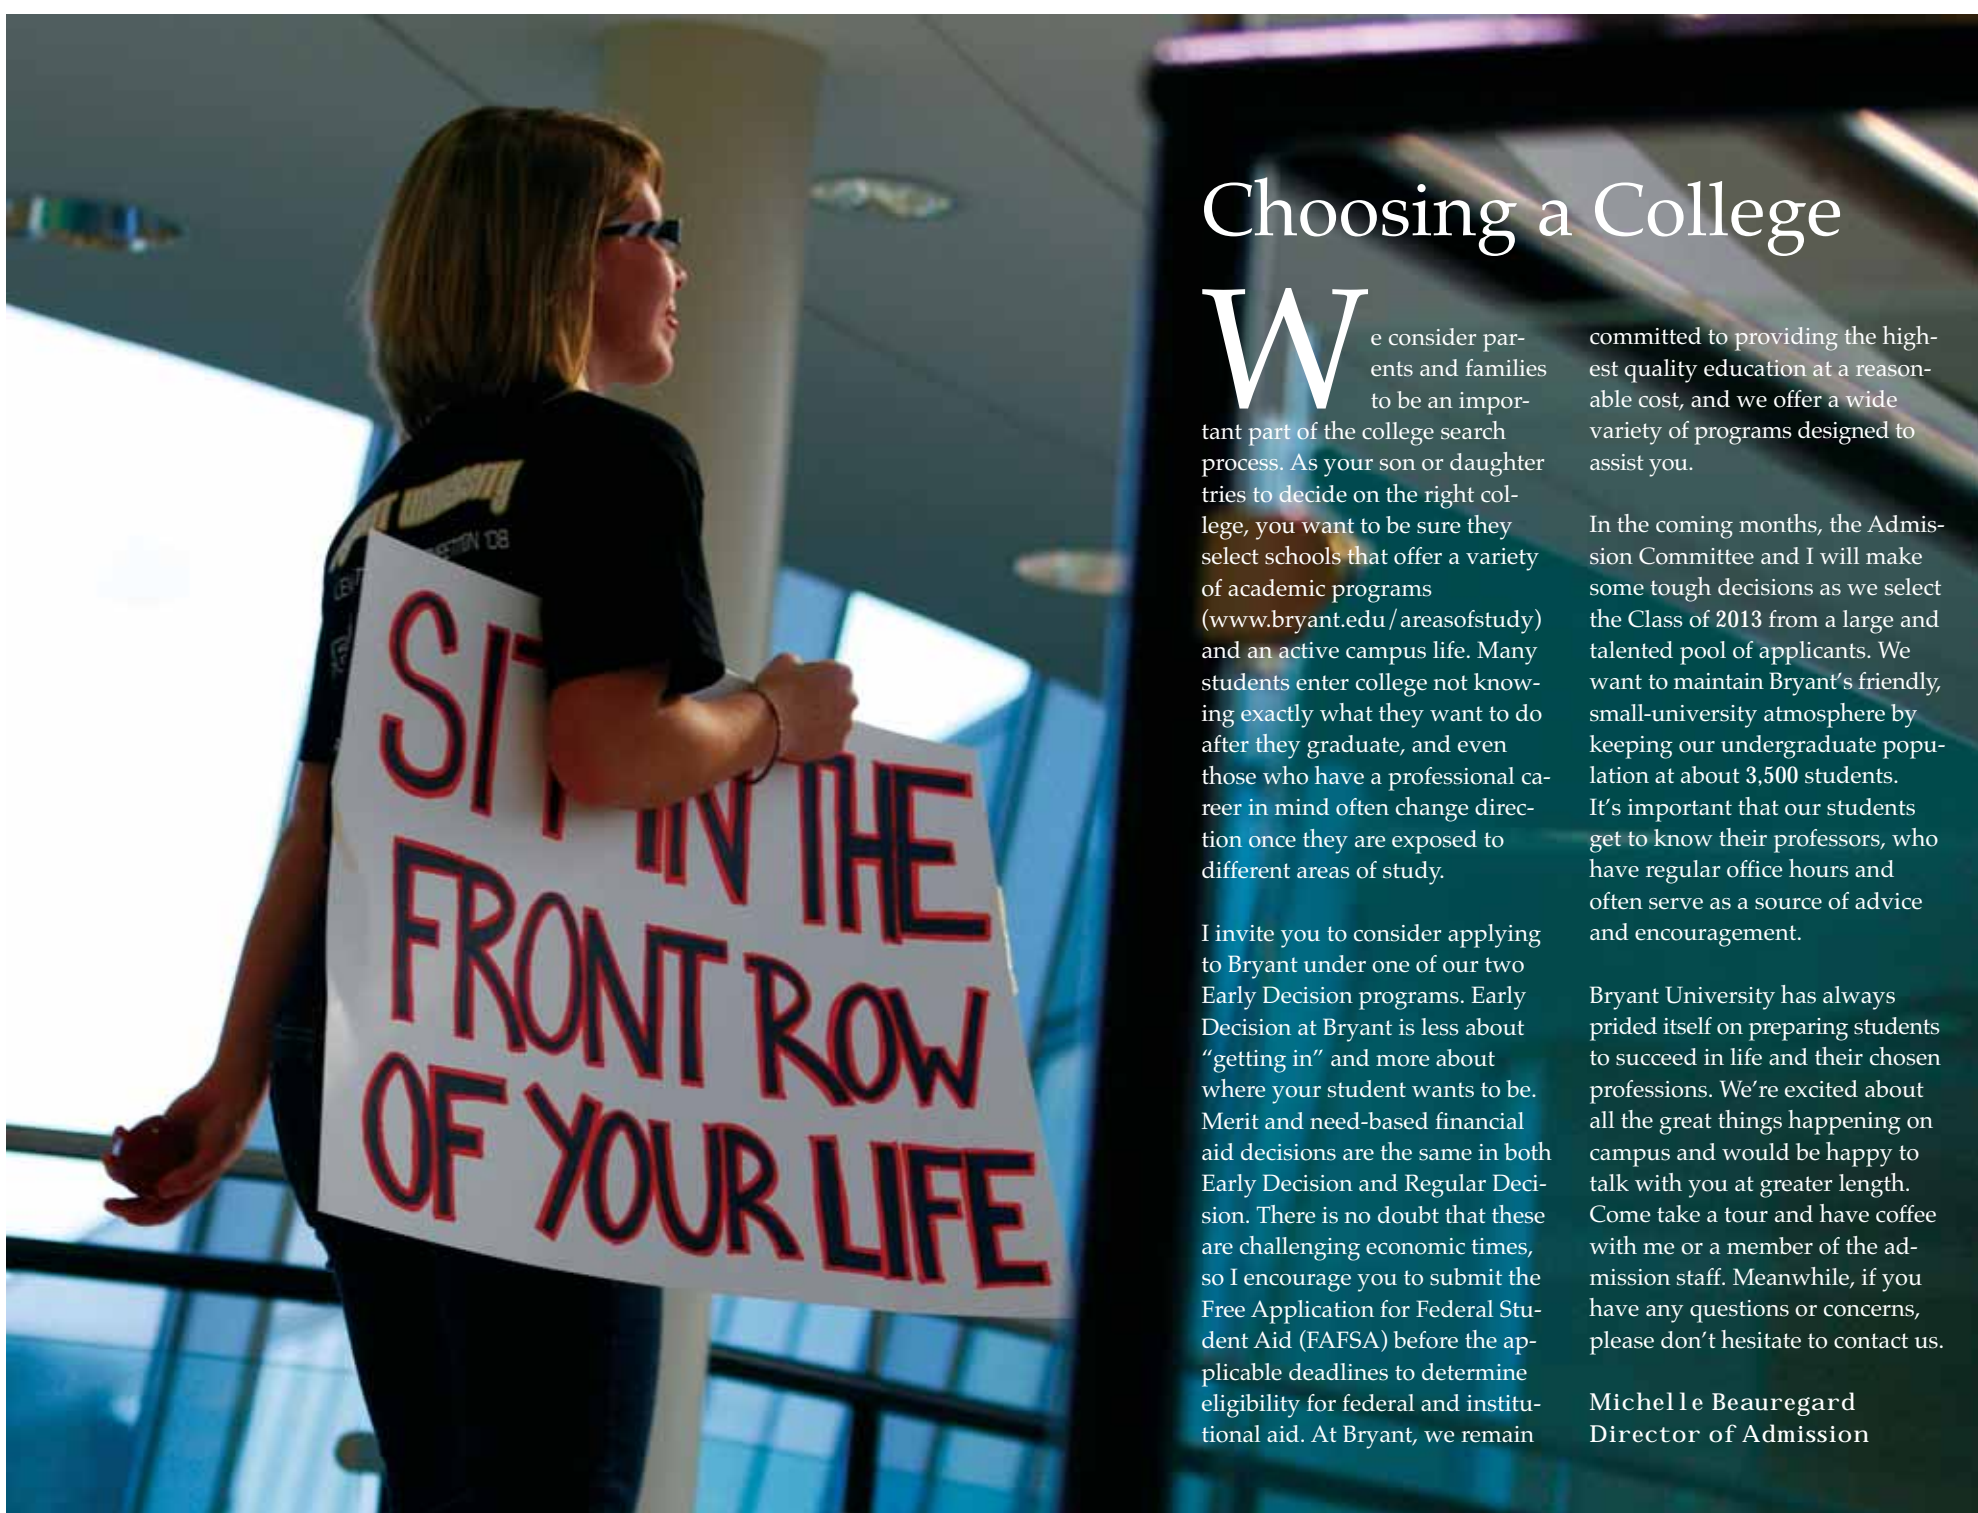 UNIVERSITY
'08
SIT IN THE
FRONT ROW
OF YOUR LIFE
Choosing a College
We consider par-
ents and families
to be an impor-
tant part of the college search
process. As your son or daughter
tries to decide on the right col-
lege, you want to be sure they
select schools that offer a variety
of academic programs
(www.bryant.edu/areasofstudy)
and an active campus life. Many
students enter college not know-
ing exactly what they want to do
after they graduate, and even
those who have a professional ca-
reer in mind often change direc-
tion once they are exposed to
different areas of study.
I invite you to consider applying
to Bryant under one of our two
Early Decision programs. Early
Decision at Bryant is less about
“getting in” and more about
where your student wants to be.
Merit and need-based financial
aid decisions are the same in both
Early Decision and Regular Deci-
sion. There is no doubt that these
are challenging economic times,
so I encourage you to submit the
Free Application for Federal Stu-
dent Aid (FAFSA) before the ap-
plicable deadlines to determine
eligibility for federal and institu-
tional aid. At Bryant, we remain
committed to providing the high-
est quality education at a reason-
able cost, and we offer a wide
variety of programs designed to
assist you.
In the coming months, the Admis-
sion Committee and I will make
some tough decisions as we select
the Class of 2013 from a large and
talented pool of applicants. We
want to maintain Bryant’s friendly,
small-university atmosphere by
keeping our undergraduate popu-
lation at about 3,500 students.
It’s important that our students
get to know their professors, who
have regular office hours and
often serve as a source of advice
and encouragement.
Bryant University has always
prided itself on preparing students
to succeed in life and their chosen
professions. We’re excited about
all the great things happening on
campus and would be happy to
talk with you at greater length.
Come take a tour and have coffee
with me or a member of the ad-
mission staff. Meanwhile, if you
have any questions or concerns,
please don’t hesitate to contact us.
Michelle Beauregard
Director of Admission